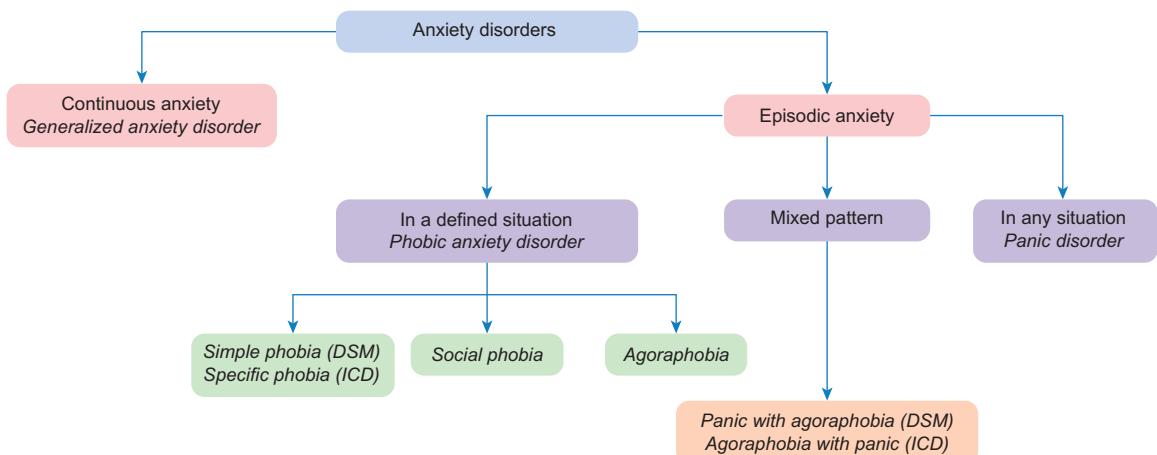 Anxiety disorders
Continuous anxiety
Generalized anxiety disorder
Episodic anxiety
In a defined situation
Phobic anxiety disorder
Mixed pattern
In any situation
Panic disorder
Simple phobia (DSM)
Specific phobia (ICD)
Social phobia
Agoraphobia
Panic with agoraphobia (DSM)
Agoraphobia with panic (ICD)